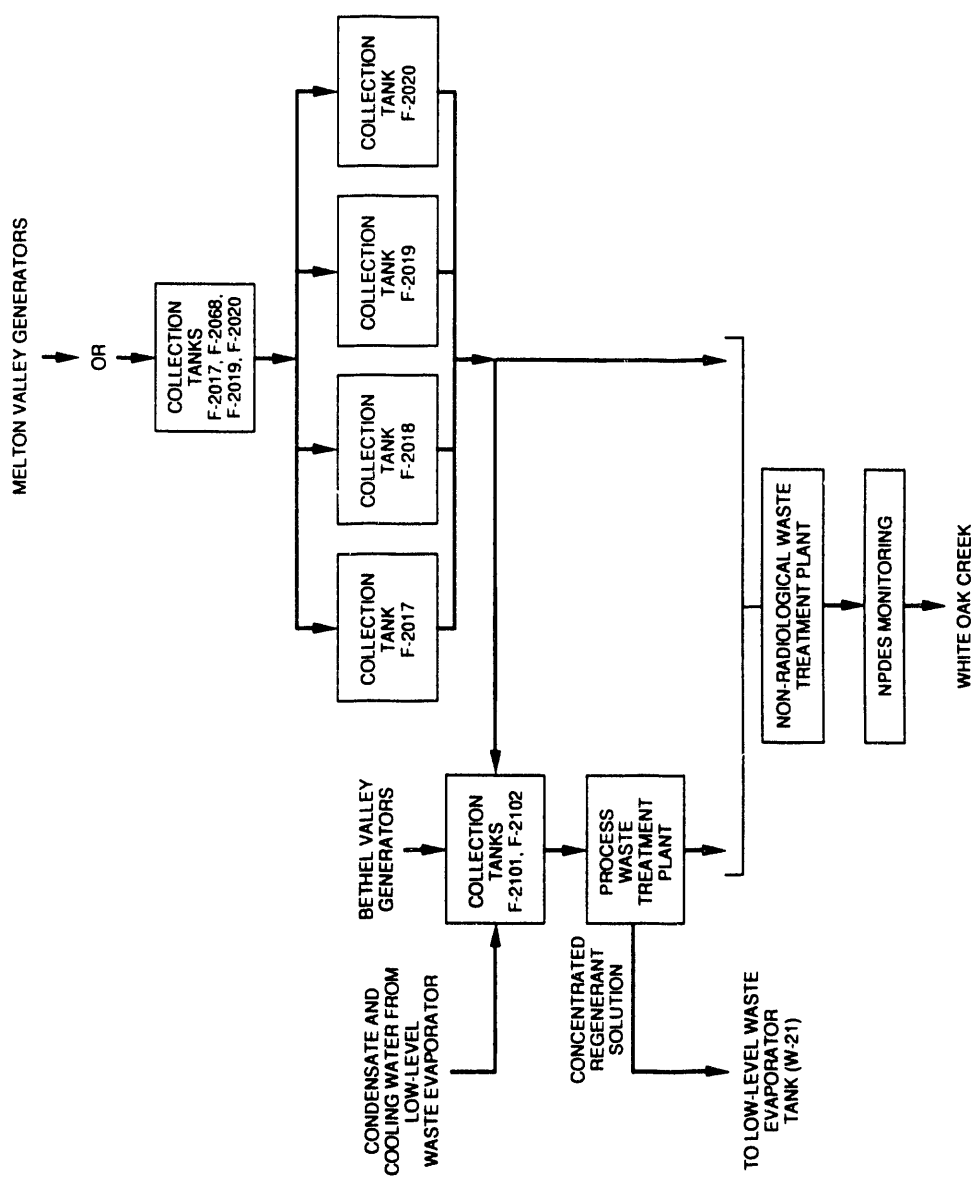 MELTON VALLEY GENERATORS
OR
COLLECTION
TANKS
F-2017, F-2068,
F-2019, F-2020
COLLECTION
TANK
F-2017
COLLECTION
TANK
F-2018
COLLECTION
TANK
F-2019
COLLECTION
TANK
F-2020
CONDENSATE AND
COOLING WATER FROM
LOW-LEVEL
WASTE EVAPORATOR
BETHEL VALLEY
GENERATORS
COLLECTION
TANKS
F-2101, F-2102
CONCENTRATED
REGENERANT
SOLUTION
PROCESS
WASTE
TREATMENT
PLANT
TO LOW-LEVEL WASTE
EVAPORATOR
TANK (W-21)
NON-RADIOLOGICAL WASTE
TREATMENT PLANT
NPDES MONITORING
WHITE OAK CREEK